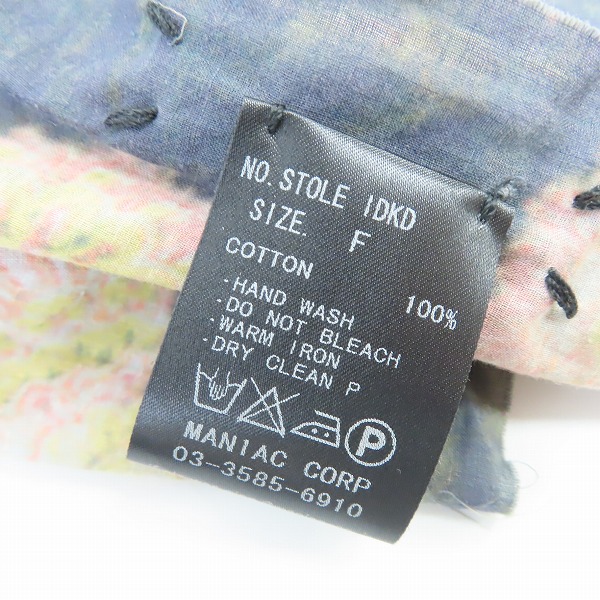 NO. STOLE IDKD
SIZE. F
COTTON 100%
-HAND WASH
-DO NOT BLEACH
-WARM IRON
-DRY CLEAN P
P
MANIAC CORP
03-3585-6910